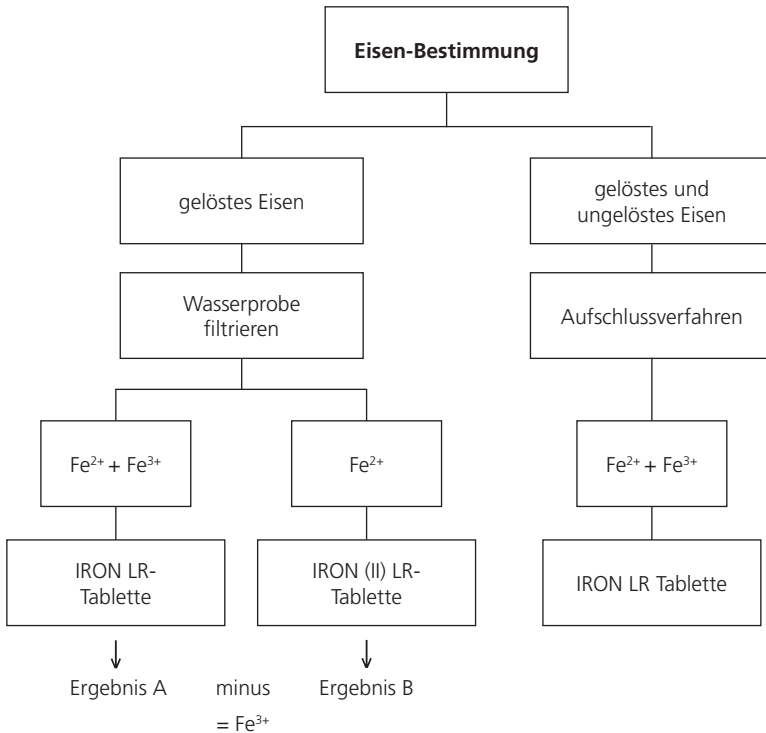 Eisen-Bestimmung
gelöstes Eisen
gelöstes und
ungelöstes Eisen
Wasserprobe
filtrieren
Aufschlussverfahren
Fe²⁺ + Fe³⁺
Fe²⁺
Fe²⁺ + Fe³⁺
IRON LR-
Tablette
IRON (II) LR-
Tablette
IRON LR Tablette
Ergebnis A minus Ergebnis B
= Fe³⁺